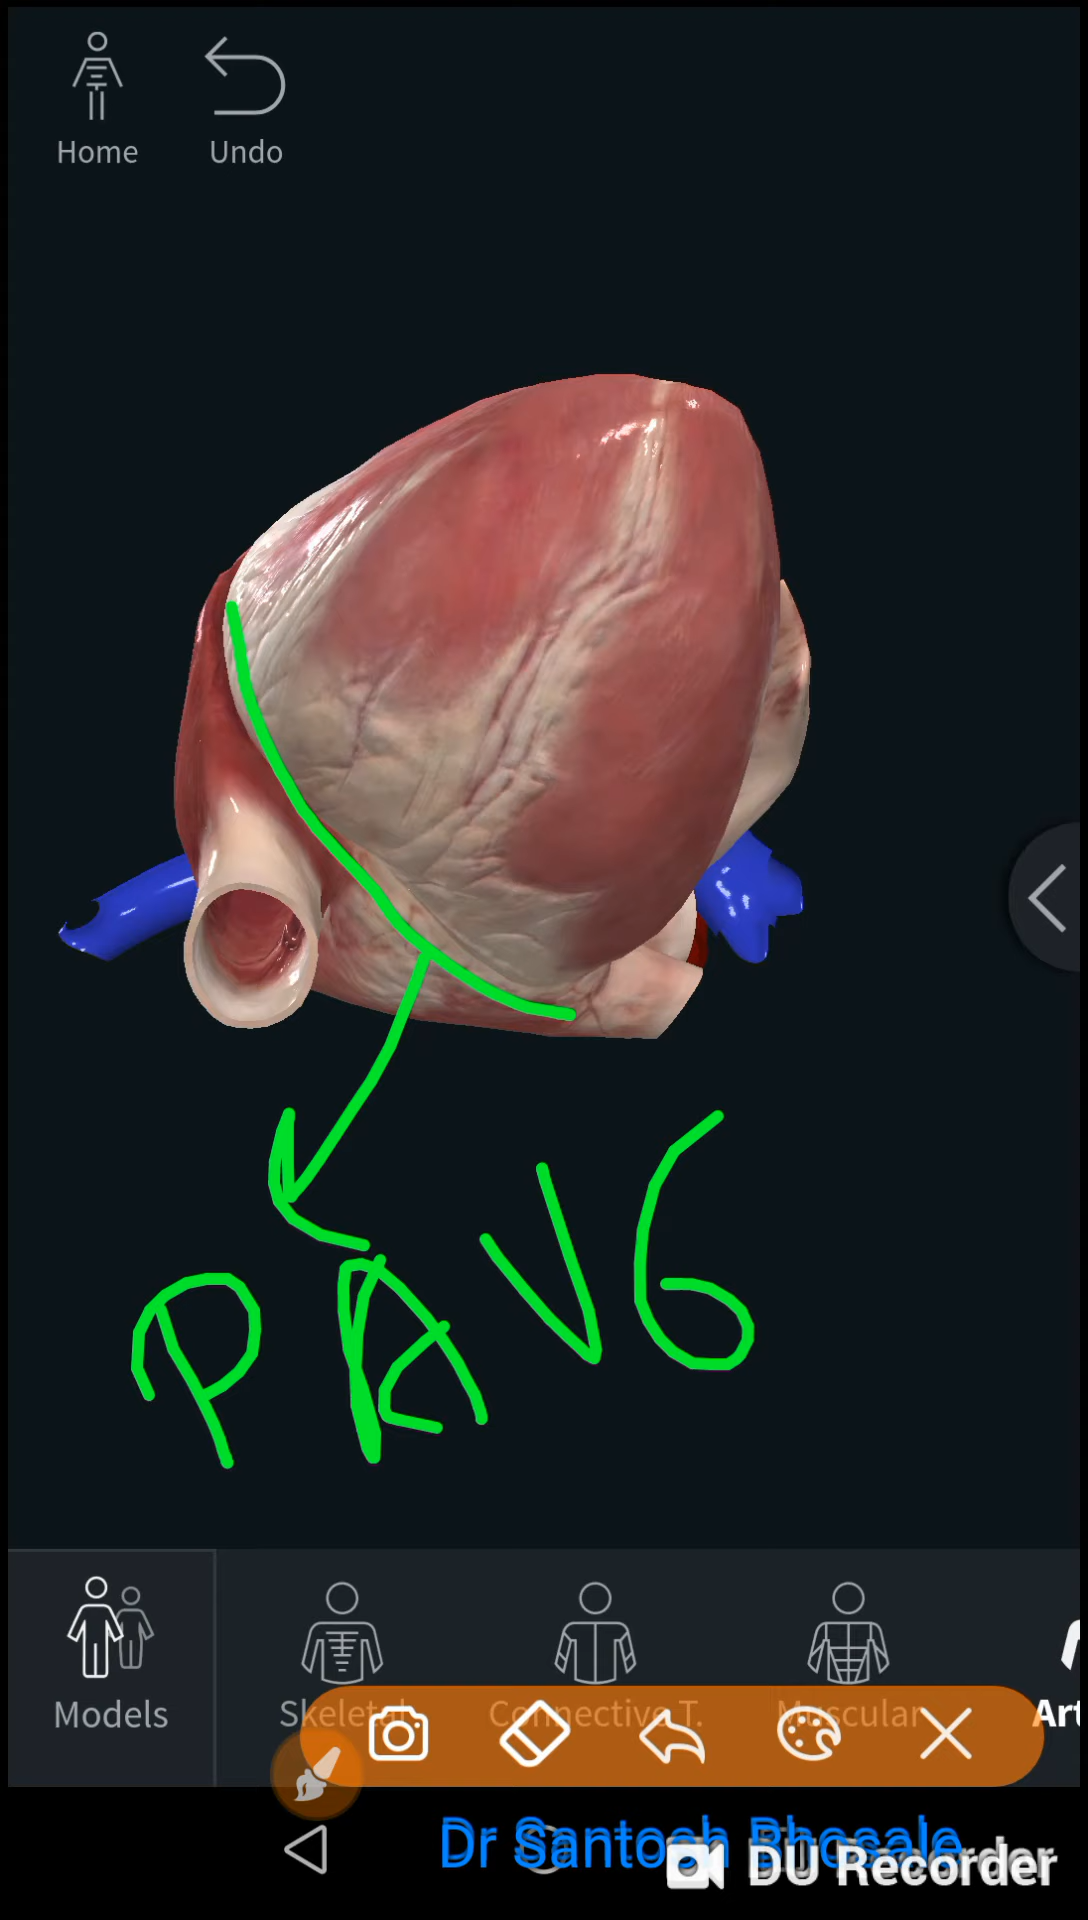 Home Undo
PAVG
Models Skeletal Connective T. Muscular Art
Dr Santosh Bhosale
DU Recorder